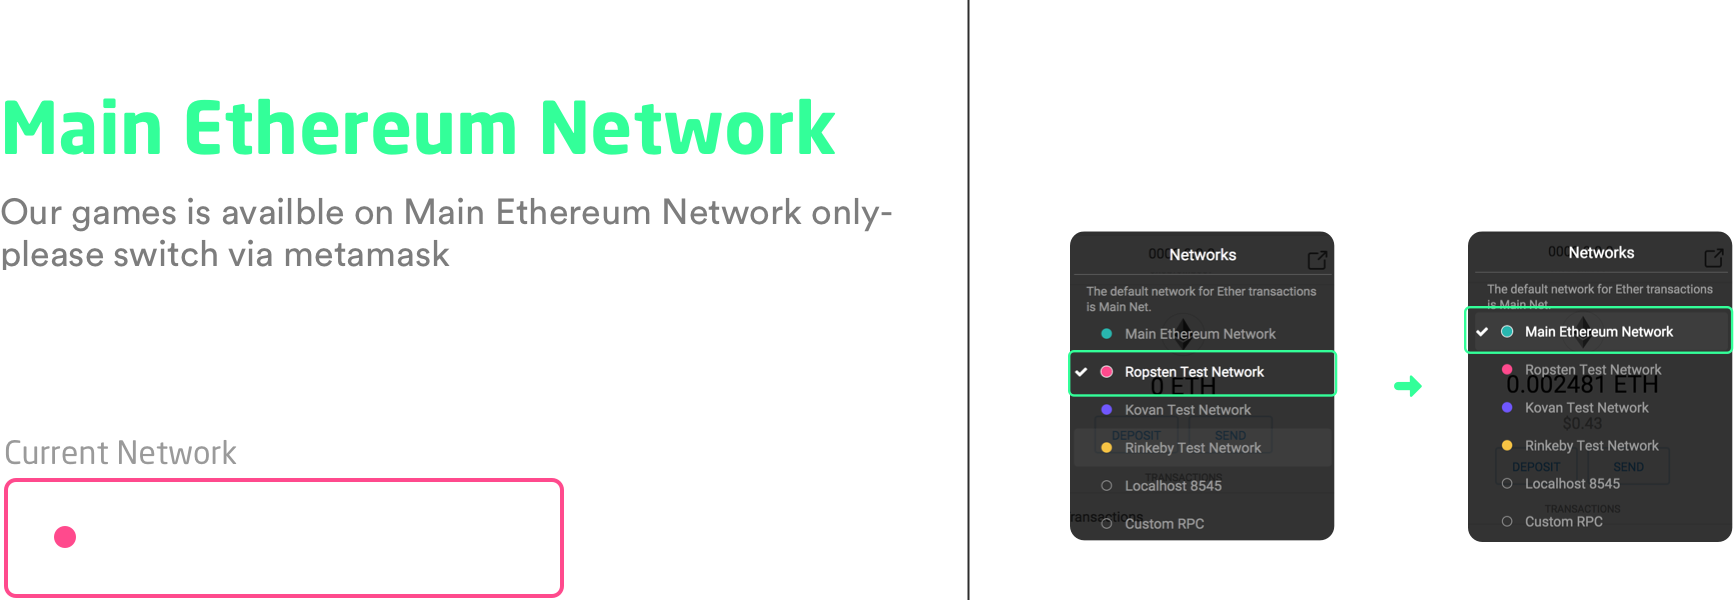 Main Ethereum Network
Our games is availble on Main Ethereum Network only-
please switch via metamask
Current Network
Networks
The default network for Ether transactions
is Main Net.
Main Ethereum Network
Ropsten Test Network
0 ETH
Kovan Test Network
DEPOSIT SEND
Rinkeby Test Network
TRANSACTIONS
Localhost 8545
ransactions
Custom RPC
Networks
The default network for Ether transactions
is Main Net.
Main Ethereum Network
Ropsten Test Network
0.002481 ETH
Kovan Test Network
$0.43
Rinkeby Test Network
DEPOSIT SEND
Localhost 8545
TRANSACTIONS
Custom RPC